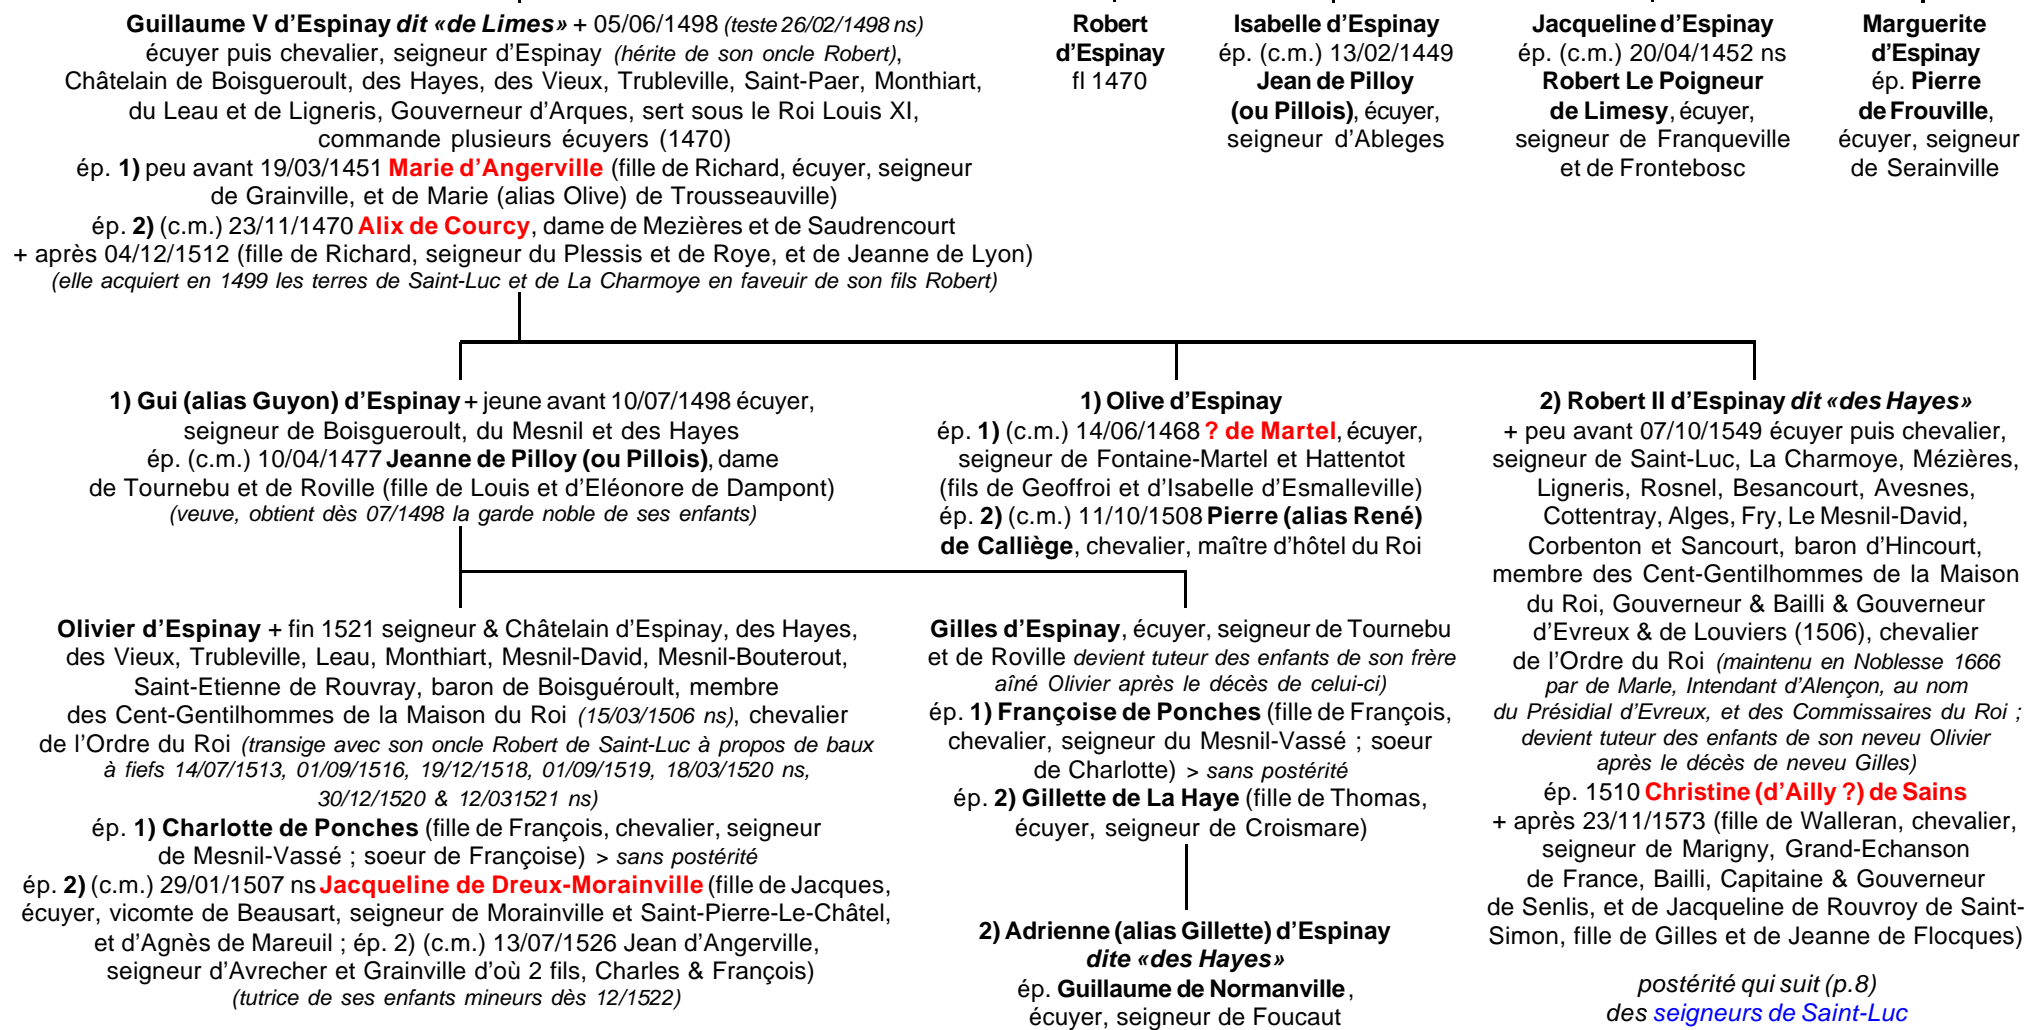 Guillaume V d’Espinay dit «de Limes» + 05/06/1498 (teste 26/02/1498 ns)
écuyer puis chevalier, seigneur d’Espinay (hérite de son oncle Robert),
Châtelain de Boisgueroult, des Hayes, des Vieux, Trubleville, Saint-Paer, Monthiart,
du Leau et de Ligneris, Gouverneur d’Arques, sert sous le Roi Louis XI,
commande plusieurs écuyers (1470)
ép. 1) peu avant 19/03/1451 Marie d’Angerville (fille de Richard, écuyer, seigneur
de Grainville, et de Marie (alias Olive) de Trousseauville)
ép. 2) (c.m.) 23/11/1470 Alix de Courcy, dame de Mezières et de Saudrencourt
+ après 04/12/1512 (fille de Richard, seigneur du Plessis et de Roye, et de Jeanne de Lyon)
(elle acquiert en 1499 les terres de Saint-Luc et de La Charmoye en faveuir de son fils Robert)
Robert
d’Espinay
fl 1470
Isabelle d’Espinay
ép. (c.m.) 13/02/1449
Jean de Pilloy
(ou Pillois), écuyer,
seigneur d’Ableges
Jacqueline d’Espinay
ép. (c.m.) 20/04/1452 ns
Robert Le Poigneur
de Limesy, écuyer,
seigneur de Franqueville
et de Frontebosc
Marguerite
d’Espinay
ép. Pierre
de Frouville,
écuyer, seigneur
de Serainville
1) Gui (alias Guyon) d’Espinay + jeune avant 10/07/1498 écuyer,
seigneur de Boisgueroult, du Mesnil et des Hayes
ép. (c.m.) 10/04/1477 Jeanne de Pilloy (ou Pillois), dame
de Tournebu et de Roville (fille de Louis et d’Eléonore de Dampont)
(veuve, obtient dès 07/1498 la garde noble de ses enfants)
1) Olive d’Espinay
ép. 1) (c.m.) 14/06/1468 ? de Martel, écuyer,
seigneur de Fontaine-Martel et Hattentot
(fils de Geoffroi et d’Isabelle d’Esmalleville)
ép. 2) (c.m.) 11/10/1508 Pierre (alias René)
de Calliège, chevalier, maître d’hôtel du Roi
2) Robert II d’Espinay dit «des Hayes»
+ peu avant 07/10/1549 écuyer puis chevalier,
seigneur de Saint-Luc, La Charmoye, Mézières,
Ligneris, Rosnel, Besancourt, Avesnes,
Cottentray, Alges, Fry, Le Mesnil-David,
Corbenton et Sancourt, baron d’Hincourt,
membre des Cent-Gentilhommes de la Maison
du Roi, Gouverneur & Bailli & Gouverneur
d’Evreux & de Louviers (1506), chevalier
de l’Ordre du Roi (maintenu en Noblesse 1666
par de Marle, Intendant d’Alençon, au nom
du Présidial d’Evreux, et des Commissaires du Roi ;
devient tuteur des enfants de son neveu Olivier
après le décès de neveu Gilles)
ép. 1510 Christine (d’Ailly ?) de Sains
+ après 23/11/1573 (fille de Walleran, chevalier,
seigneur de Marigny, Grand-Echanson
de France, Bailli, Capitaine & Gouverneur
de Senlis, et de Jacqueline de Rouvroy de Saint-
Simon, fille de Gilles et de Jeanne de Flocques)
postérité qui suit (p.8)
des seigneurs de Saint-Luc
Olivier d’Espinay + fin 1521 seigneur & Châtelain d’Espinay, des Hayes,
des Vieux, Trubleville, Leau, Monthiart, Mesnil-David, Mesnil-Bouterout,
Saint-Etienne de Rouvray, baron de Boisguéroult, membre
des Cent-Gentilhommes de la Maison du Roi (15/03/1506 ns), chevalier
de l’Ordre du Roi (transige avec son oncle Robert de Saint-Luc à propos de baux
à fiefs 14/07/1513, 01/09/1516, 19/12/1518, 01/09/1519, 18/03/1520 ns,
30/12/1520 & 12/031521 ns)
ép. 1) Charlotte de Ponches (fille de François, chevalier, seigneur
de Mesnil-Vassé ; soeur de Françoise) > sans postérité
ép. 2) (c.m.) 29/01/1507 ns Jacqueline de Dreux-Morainville (fille de Jacques,
écuyer, vicomte de Beausart, seigneur de Morainville et Saint-Pierre-Le-Châtel,
et d’Agnès de Mareuil ; ép. 2) (c.m.) 13/07/1526 Jean d’Angerville,
seigneur d’Avrecher et Grainville d’où 2 fils, Charles & François)
(tutrice de ses enfants mineurs dès 12/1522)
Gilles d’Espinay, écuyer, seigneur de Tournebu
et de Roville devient tuteur des enfants de son frère
aîné Olivier après le décès de celui-ci)
ép. 1) Françoise de Ponches (fille de François,
chevalier, seigneur du Mesnil-Vassé ; soeur
de Charlotte) > sans postérité
ép. 2) Gillette de La Haye (fille de Thomas,
écuyer, seigneur de Croismare)
2) Adrienne (alias Gillette) d’Espinay
dite «des Hayes»
ép. Guillaume de Normanville,
écuyer, seigneur de Foucaut